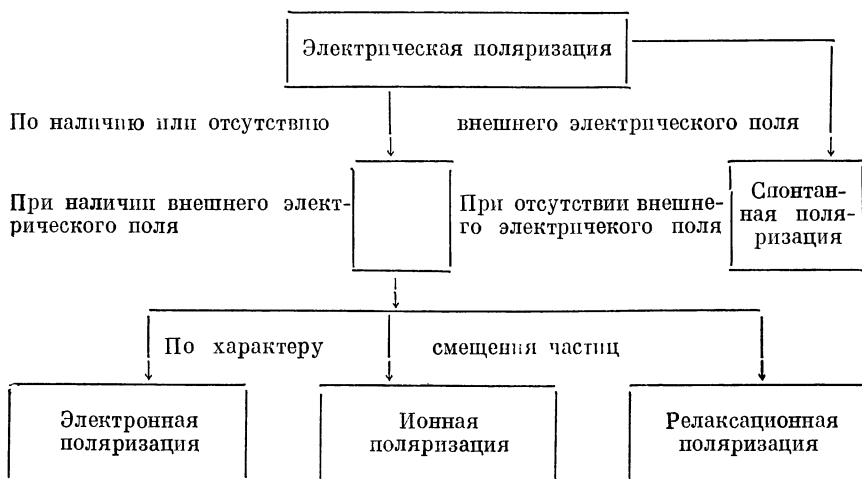 Электрическая поляризация
По наличию или отсутствию внешнего электрического поля
При наличии внешнего элект-
рического поля
При отсутствии внешне-
го электричекого поля
Спонтан-
ная поля-
ризация
По характеру смещения частиц
Электронная
поляризация
Ионная
поляризация
Релаксационная
поляризация